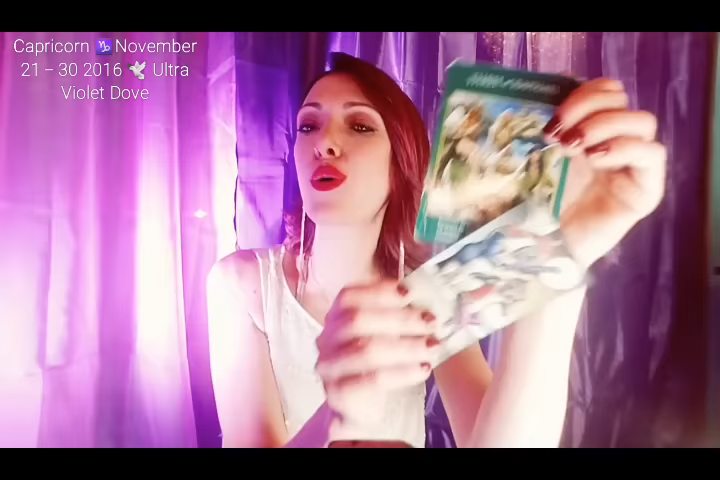 Capricorn ♑November
21 – 30 2016 🕊 Ultra
Violet Dove